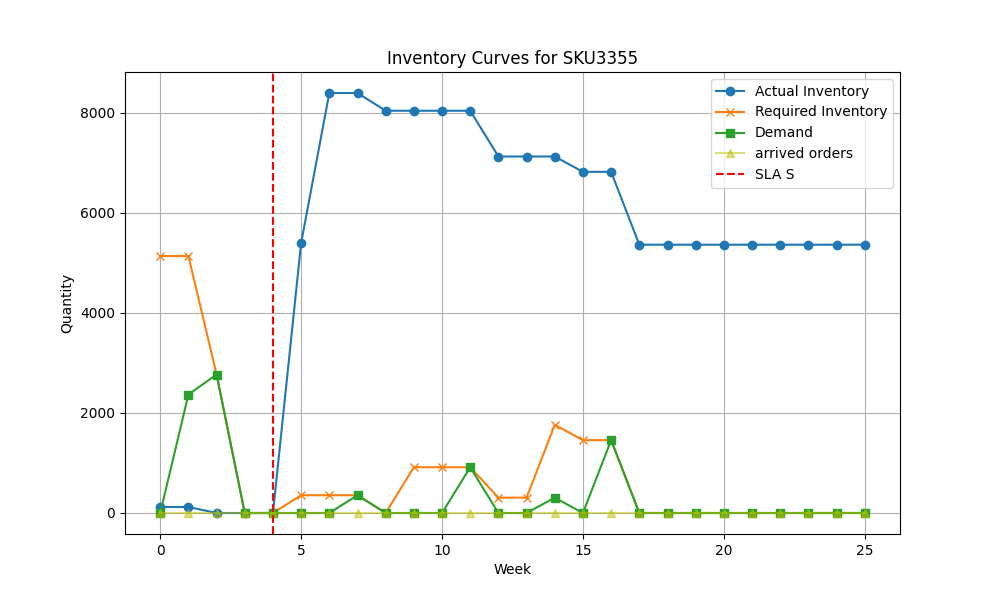 Inventory Curves for SKU3355
Actual Inventory
Required Inventory
Demand
arrived orders
SLA S
Quantity
8000
6000
4000
2000
0
0 5 10 15 20 25
Week